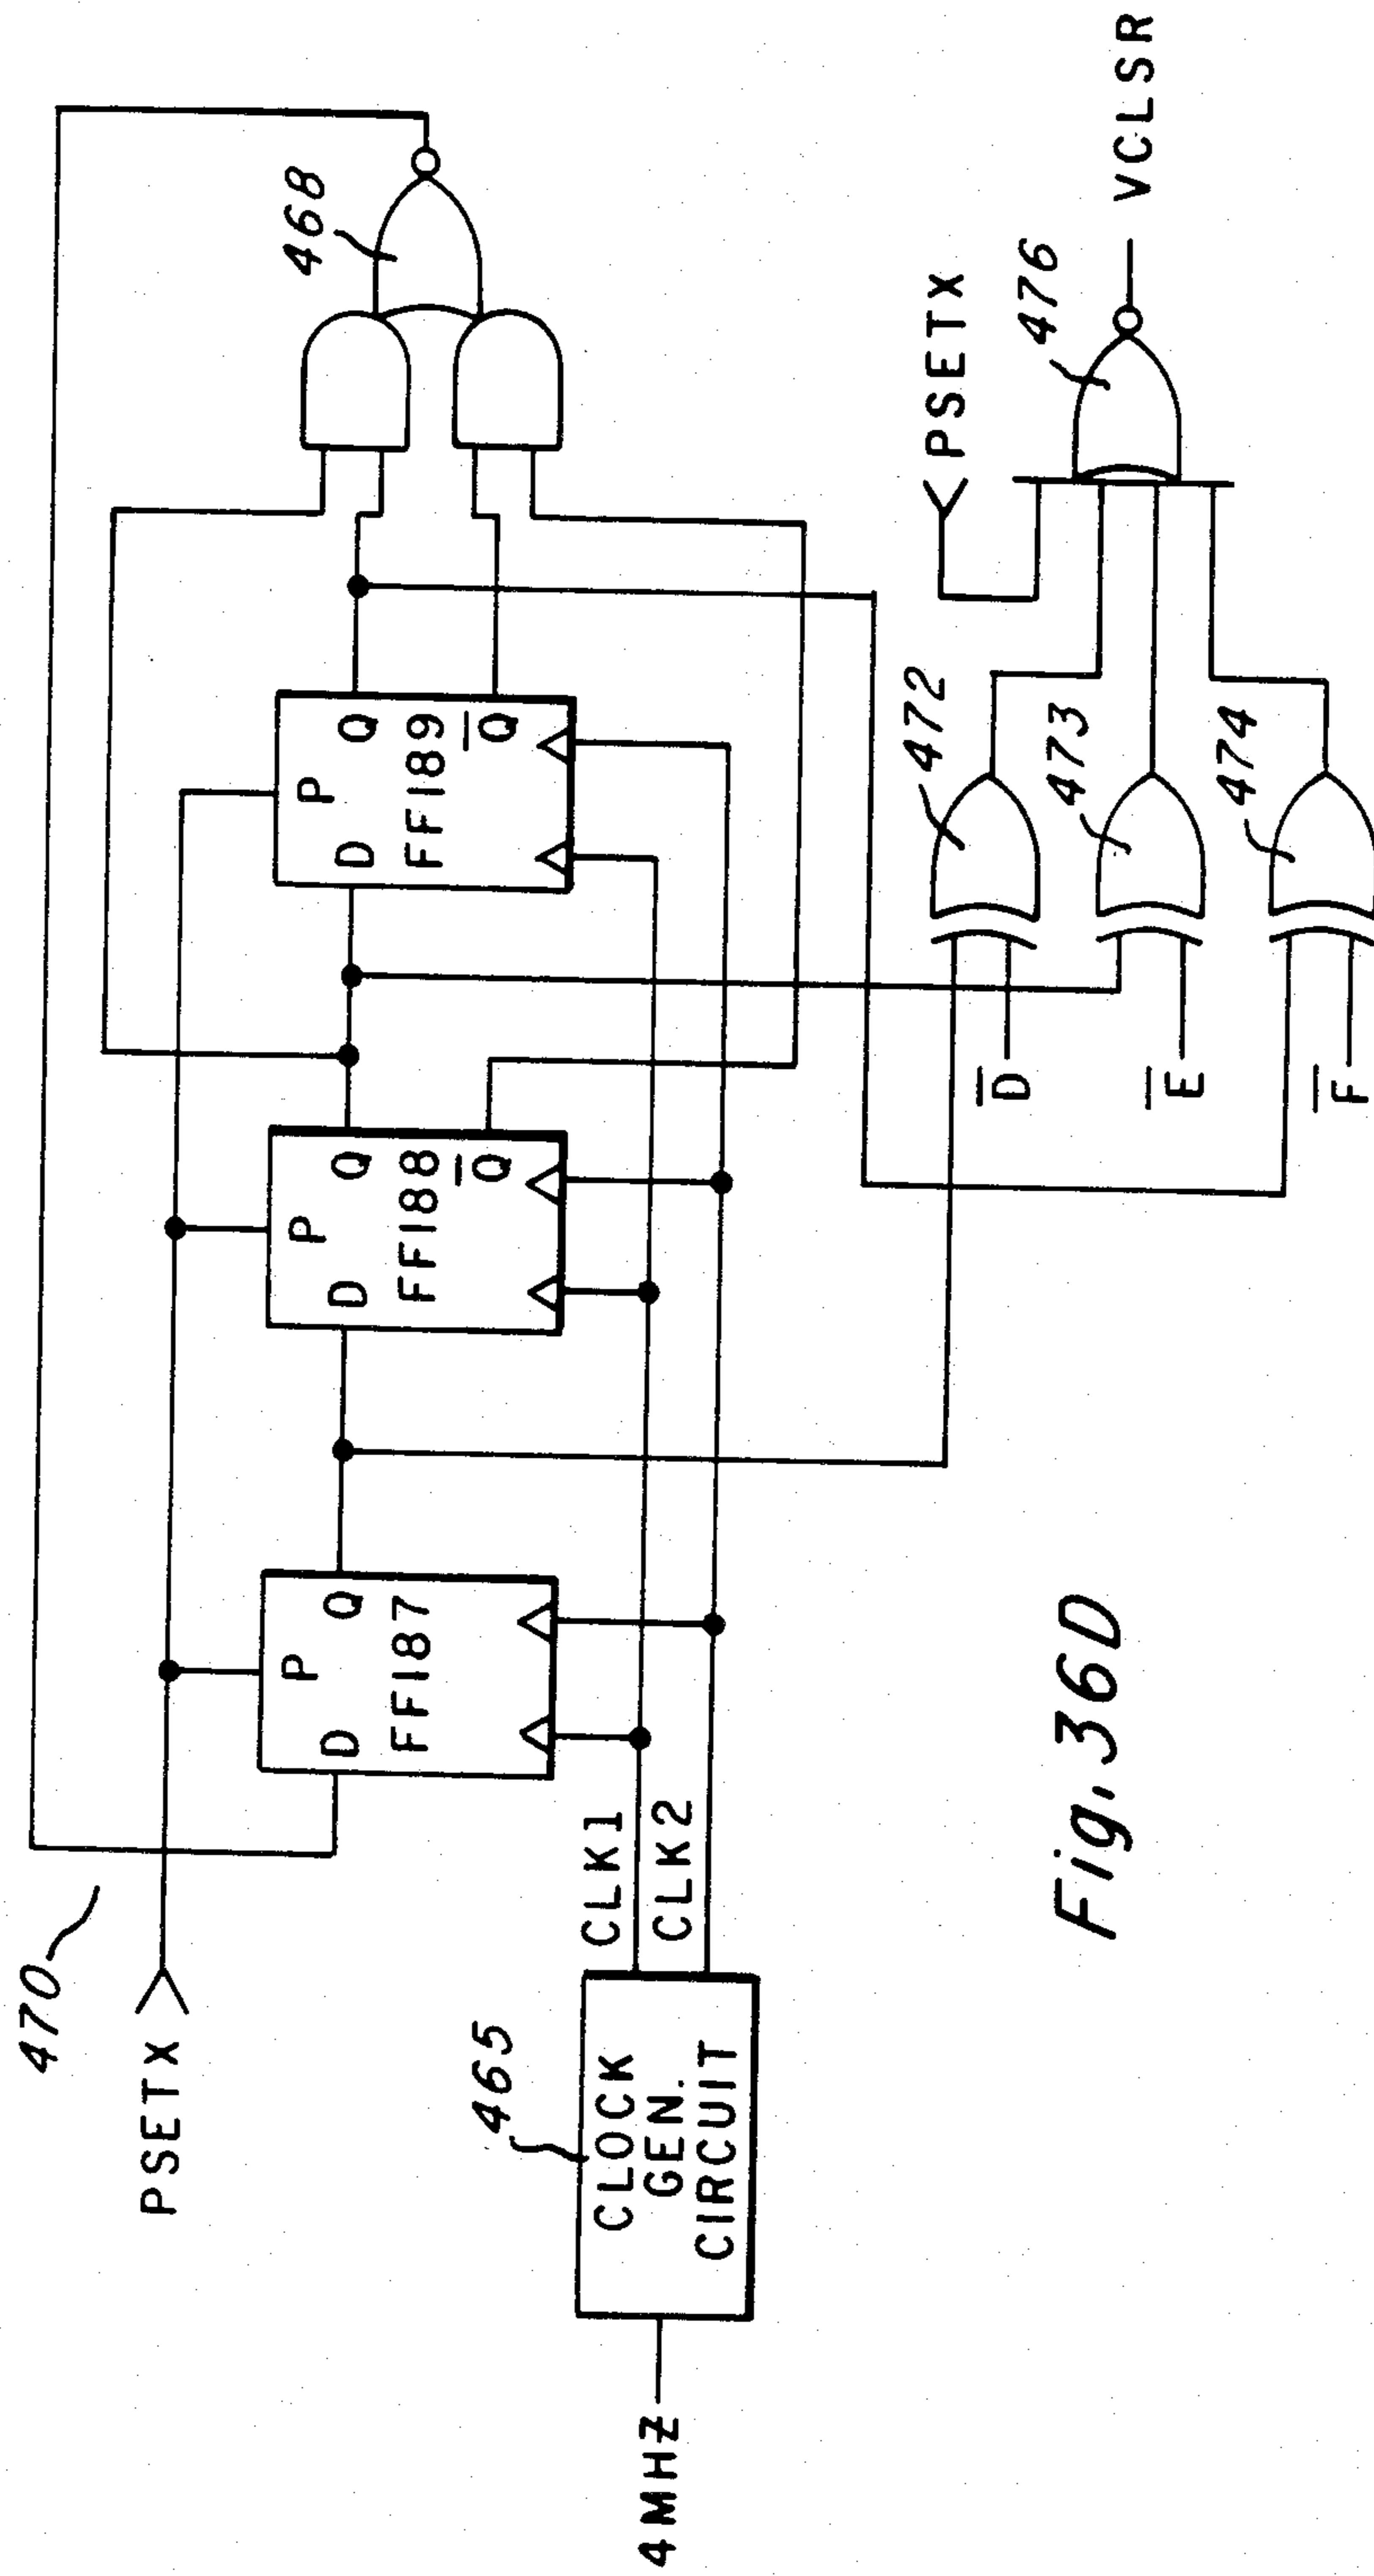 470
PSETX
468
P
D Q
FF187
P
D Q
FF188
Q
P
D Q
FF189
Q
PSETX
465
CLOCK
GEN.
CIRCUIT
4MHZ
CLK1
CLK2
D
E
F
472
473
474
476
VCLSR
Fig. 36D